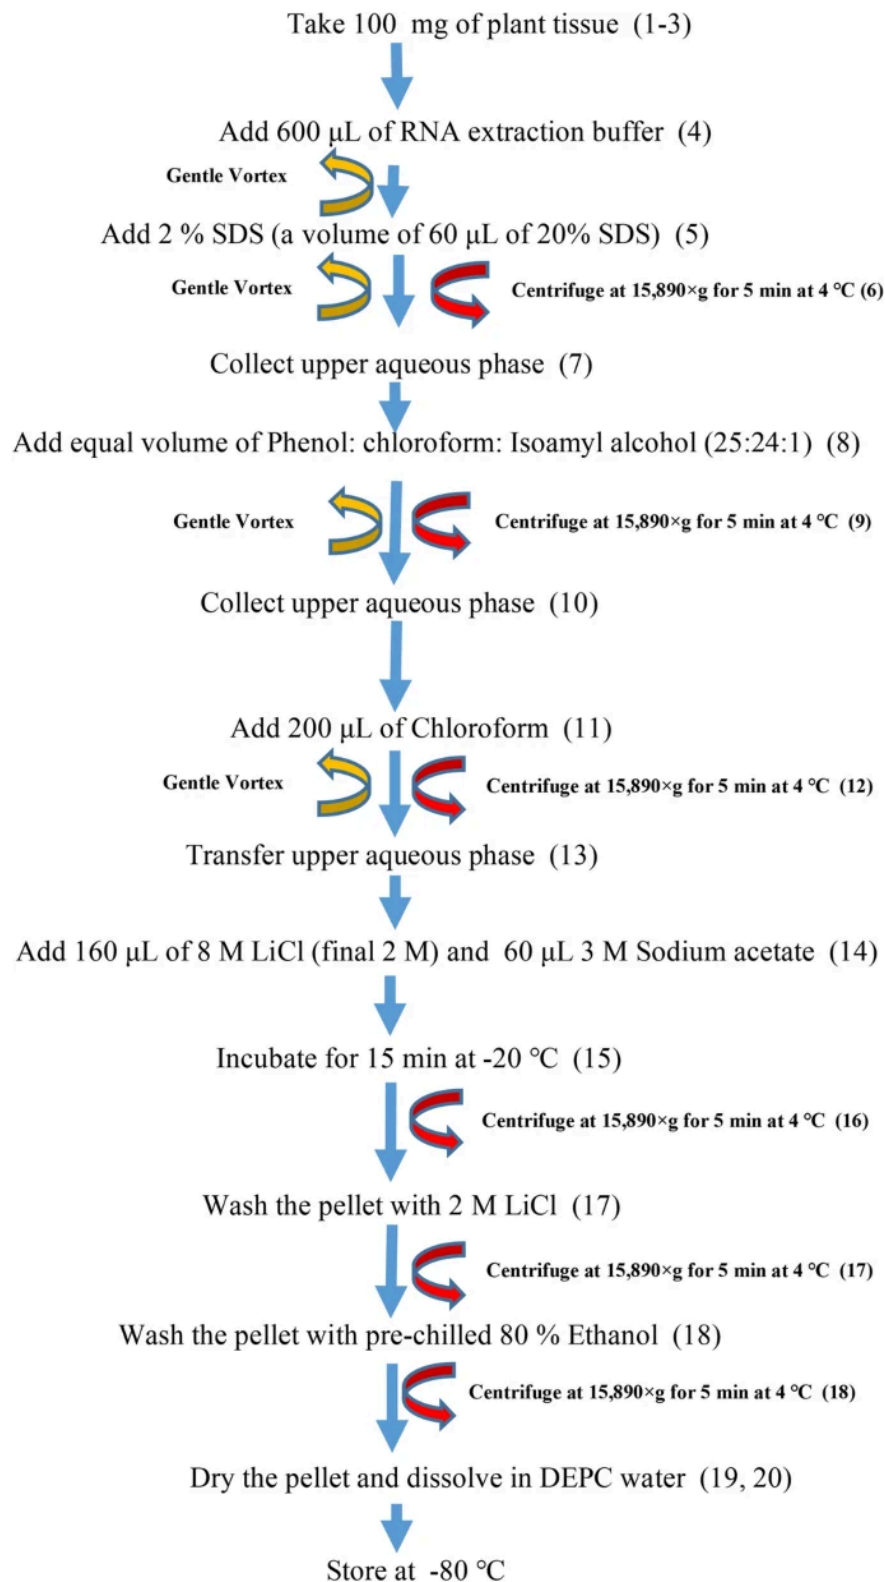 Take 100 mg of plant tissue (1-3)
Add 600 µL of RNA extraction buffer (4)
Gentle Vortex
Add 2 % SDS (a volume of 60 µL of 20% SDS) (5)
Gentle Vortex
Centrifuge at 15,890×g for 5 min at 4 °C (6)
Collect upper aqueous phase (7)
Add equal volume of Phenol: chloroform: Isoamyl alcohol (25:24:1) (8)
Gentle Vortex
Centrifuge at 15,890×g for 5 min at 4 °C (9)
Collect upper aqueous phase (10)
Add 200 µL of Chloroform (11)
Gentle Vortex
Centrifuge at 15,890×g for 5 min at 4 °C (12)
Transfer upper aqueous phase (13)
Add 160 µL of 8 M LiCl (final 2 M) and 60 µL 3 M Sodium acetate (14)
Incubate for 15 min at -20 °C (15)
Centrifuge at 15,890×g for 5 min at 4 °C (16)
Wash the pellet with 2 M LiCl (17)
Centrifuge at 15,890×g for 5 min at 4 °C (17)
Wash the pellet with pre-chilled 80 % Ethanol (18)
Centrifuge at 15,890×g for 5 min at 4 °C (18)
Dry the pellet and dissolve in DEPC water (19, 20)
Store at -80 °C